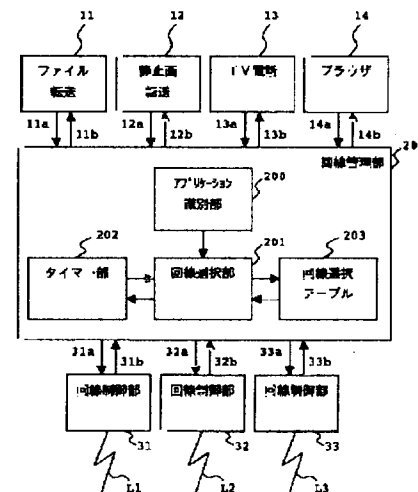 11
12
13
14
ファイル
転送
静止画
転送
TV電話
ブラウザ
11a
11b
12a
12b
13a
13b
14a
14b
20
回線管理部
アプリケーション
識別部
200
202
201
203
タイマー部
回線選択部
回線選択
テーブル
31a
31b
32a
32b
33a
33b
回線制御部
回線制御部
回線制御部
31
32
33
L1
L2
L3